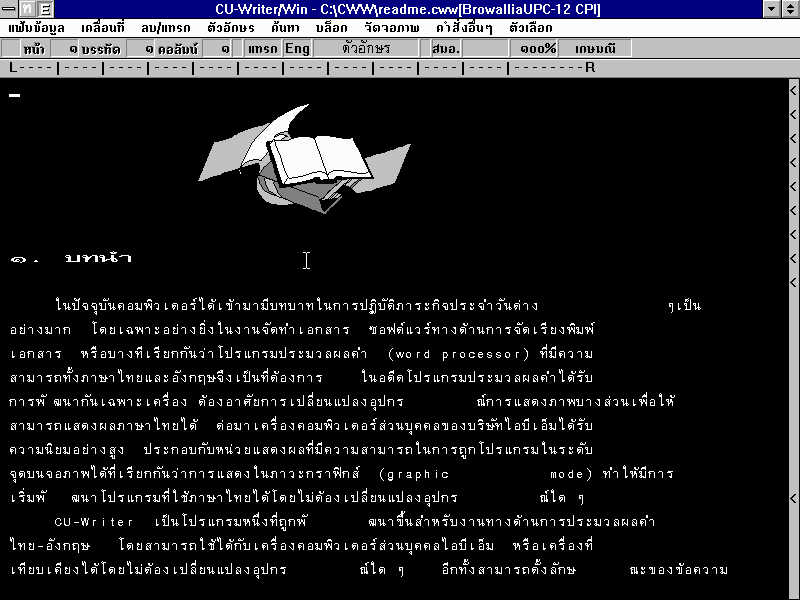 CU-Writer/Win - C:\CWW\readme.cww[BrowalliaUPC-12 CPI]
แฟ้มข้อมูล เคลื่อนที่ ลบ/แทรก ตัวอักษร ค้นหา บล็อก จัดจอภาพ คำสั่งอื่นๆ ตัวเลือก
หน้า ๑ บรรทัด ๑ คอลัมน์ ๑ แทรก Eng ตัวอักษร สมอ. ๑๐๐% เกษมณี
L----|----|----|----|----|----|----|----|----|----|----|--------R
๑. บทนำ
ในปัจจุบันคอมพิวเตอร์ได้เข้ามามีบทบาทในการปฏิบัติภาระกิจประจำวันต่าง ๆเป็น
อย่างมาก โดยเฉพาะอย่างยิ่งในงานจัดทำเอกสาร ซอฟต์แวร์ทางด้านการจัดเรียงพิมพ์
เอกสาร หรือบางทีเรียกกันว่าโปรแกรมประมวลผลคำ (word processor) ที่มีความ
สามารถทั้งภาษาไทยและอังกฤษจึงเป็นที่ต้องการ ในอดีตโปรแกรมประมวลผลคำได้รับ
การพั ฒนากันเฉพาะเครื่อง ต้องอาศัยการเปลี่ยนแปลงอุปกร ณ์การแสดงภาพบางส่วนเพื่อให้
สามารถแสดงผลภาษาไทยได้ ต่อมาเครื่องคอมพิวเตอร์ส่วนบุคคลของบริษัทไอบีเอ็มได้รับ
ความนิยมอย่างสูง ประกอบกับหน่วยแสดงผลที่มีความสามารถในการถูกโปรแกรมในระดับ
จุดบนจอภาพได้ที่เรียกกันว่าการแสดงในภาวะกราฟิกส์ (graphic mode) ทำให้มีการ
เริ่มพั ฒนาโปรแกรมที่ใช้ภาษาไทยได้โดยไม่ต้องเปลี่ยนแปลงอุปกร ณ์ใด ๆ
CU-Writer เป็นโปรแกรมหนึ่งที่ถูกพั ฒนาขึ้นสำหรับงานทางด้านการประมวลผลคำ
ไทย-อังกฤษ โดยสามารถใช้ได้กับเครื่องคอมพิวเตอร์ส่วนบุคคลไอบีเอ็ม หรือเครื่องที่
เทียบเคียงได้โดยไม่ต้องเปลี่ยนแปลงอุปกร ณ์ใด ๆ อีกทั้งสามารถตั้งลักษ ณะของข้อความ